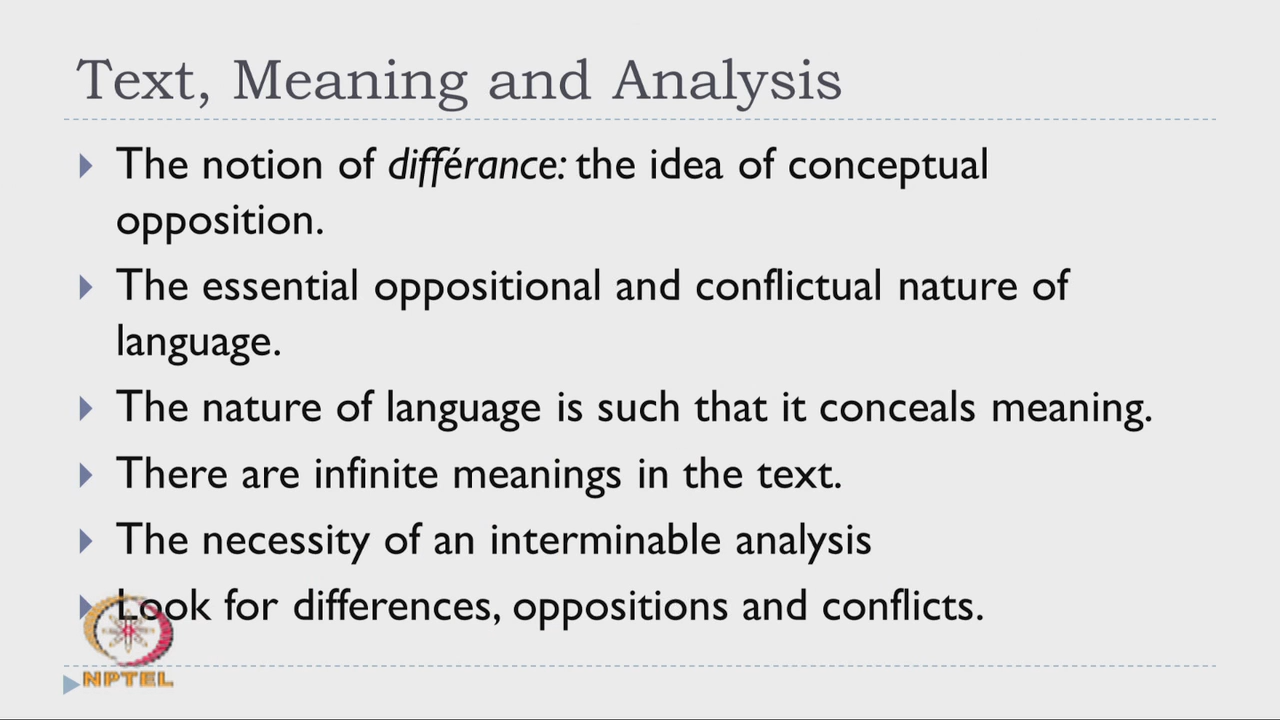 Text, Meaning and Analysis
The notion of différance: the idea of conceptual
opposition.
The essential oppositional and conflictual nature of
language.
The nature of language is such that it conceals meaning.
There are infinite meanings in the text.
The necessity of an interminable analysis
Look for differences, oppositions and conflicts.
NPTEL